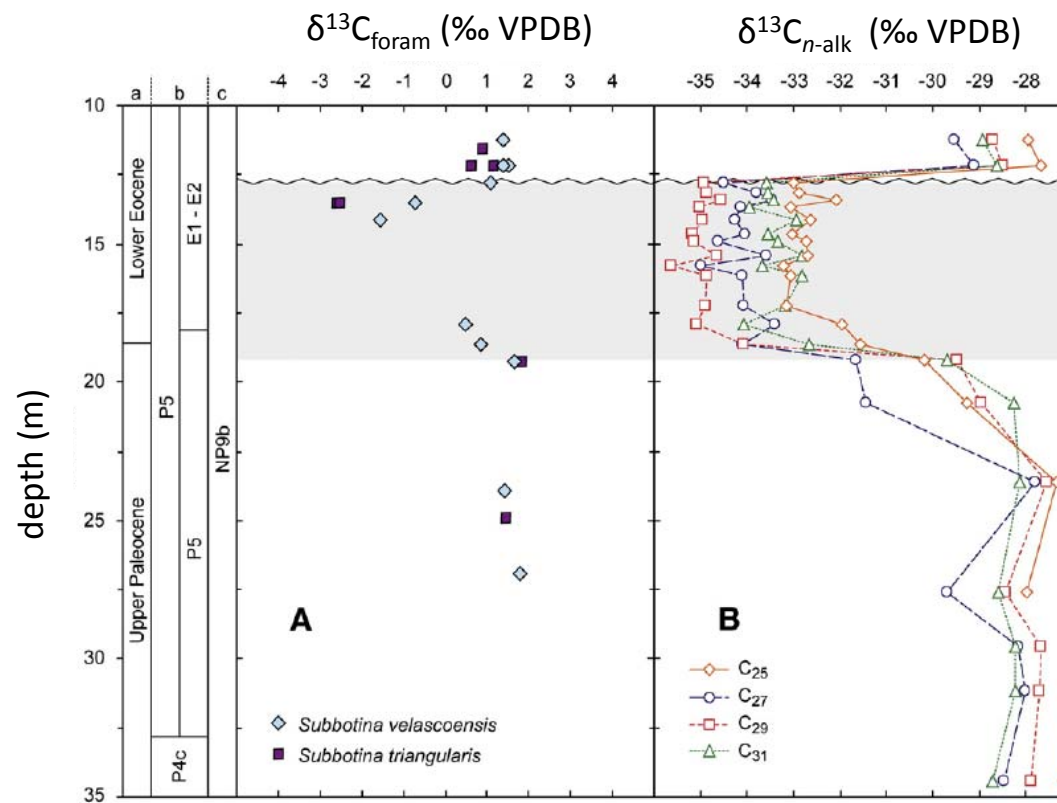 δ¹³C_foram (‰ VPDB) δ¹³C_n-alk (‰ VPDB)
-4 -3 -2 -1 0 1 2 3 4 -35 -34 -33 -32 -31 -30 -29 -28
a b c
10
15
20
25
30
35
depth (m)
Lower Eocene
Upper Paleocene
E1 - E2
P5
P5
P4c
NP9b
A
Subbotina velascoensis
Subbotina triangularis
B
C₂₅
C₂₇
C₂₉
C₃₁